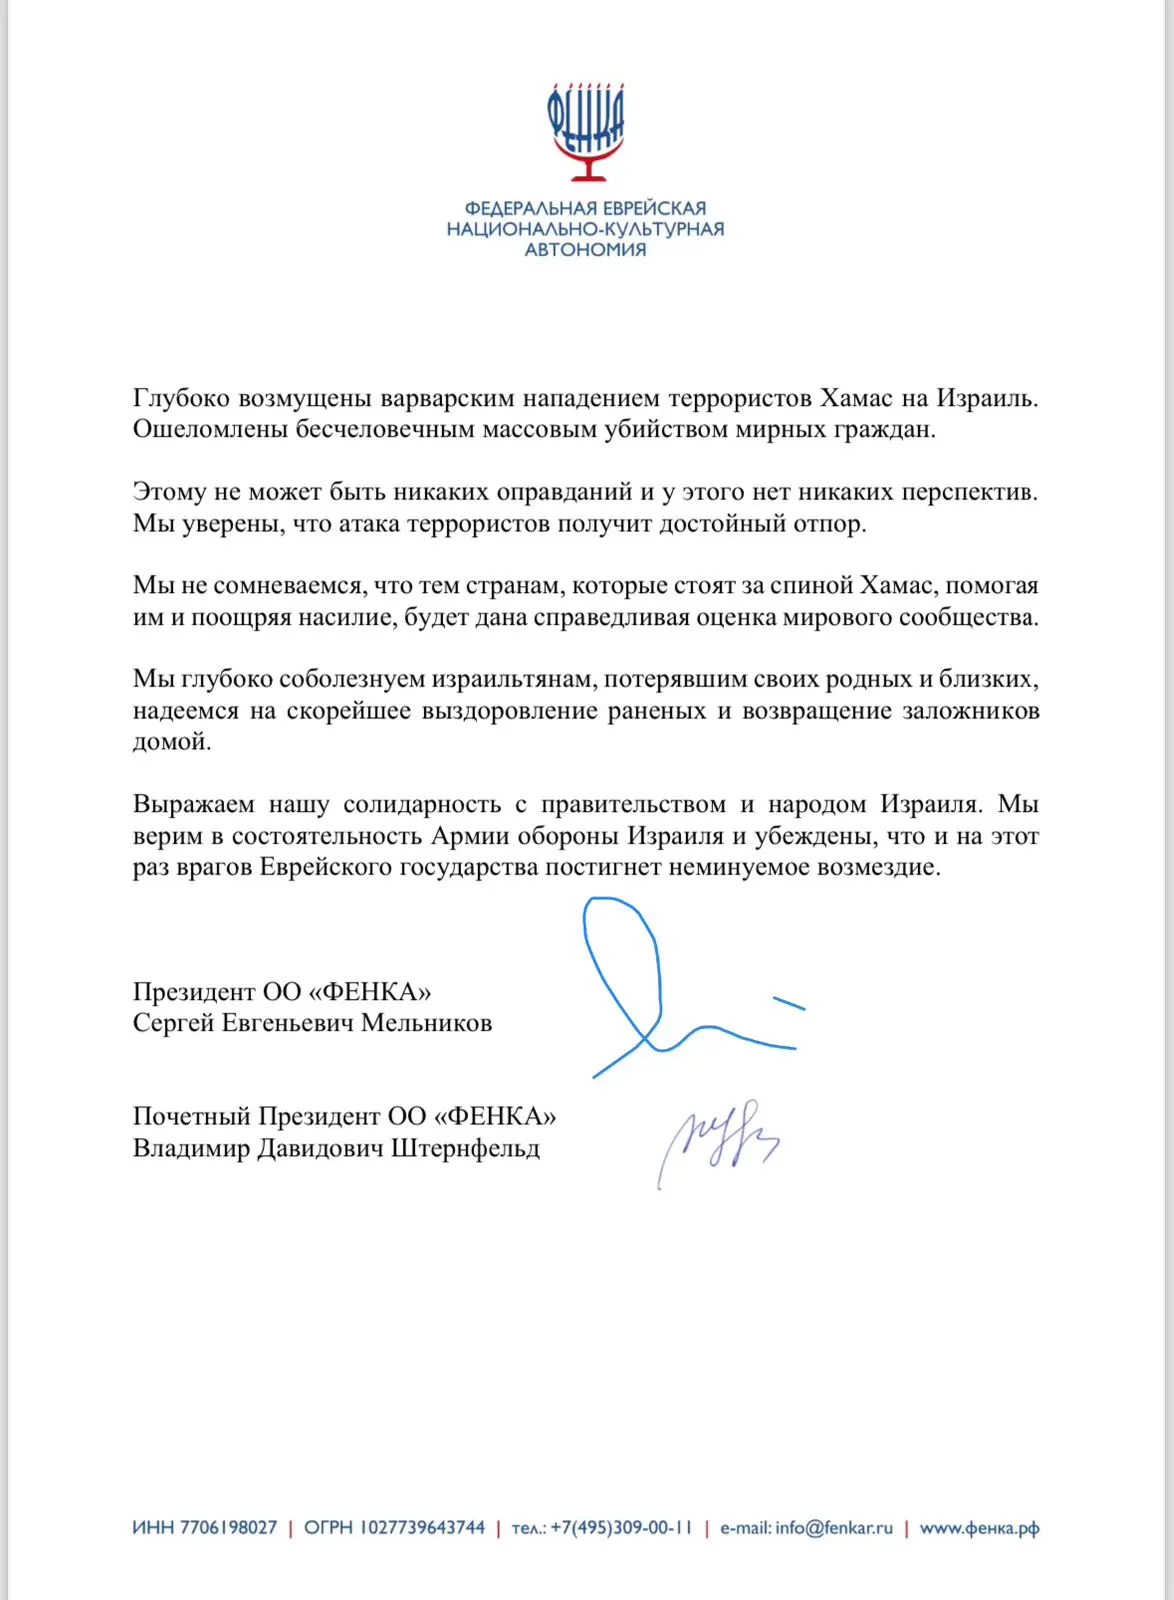 ФЕНКА
ФЕДЕРАЛЬНАЯ ЕВРЕЙСКАЯ
НАЦИОНАЛЬНО-КУЛЬТУРНАЯ
АВТОНОМИЯ
Глубоко возмущены варварским нападением террористов Хамас на Израиль.
Ошеломлены бесчеловечным массовым убийством мирных граждан.
Этому не может быть никаких оправданий и у этого нет никаких перспектив.
Мы уверены, что атака террористов получит достойный отпор.
Мы не сомневаемся, что тем странам, которые стоят за спиной Хамас, помогая
им и поощряя насилие, будет дана справедливая оценка мирового сообщества.
Мы глубоко соболезнуем израильтянам, потерявшим своих родных и близких,
надеемся на скорейшее выздоровление раненых и возвращение заложников
домой.
Выражаем нашу солидарность с правительством и народом Израиля. Мы
верим в состоятельность Армии обороны Израиля и убеждены, что и на этот
раз врагов Еврейского государства постигнет неминуемое возмездие.
Президент ОО «ФЕНКА»
Сергей Евгеньевич Мельников
Почетный Президент ОО «ФЕНКА»
Владимир Давидович Штернфельд
ИНН 7706198027 | ОГРН 1027739643744 | тел.: +7(495)309-00-11 | e-mail: info@fenkar.ru | www.фенка.рф